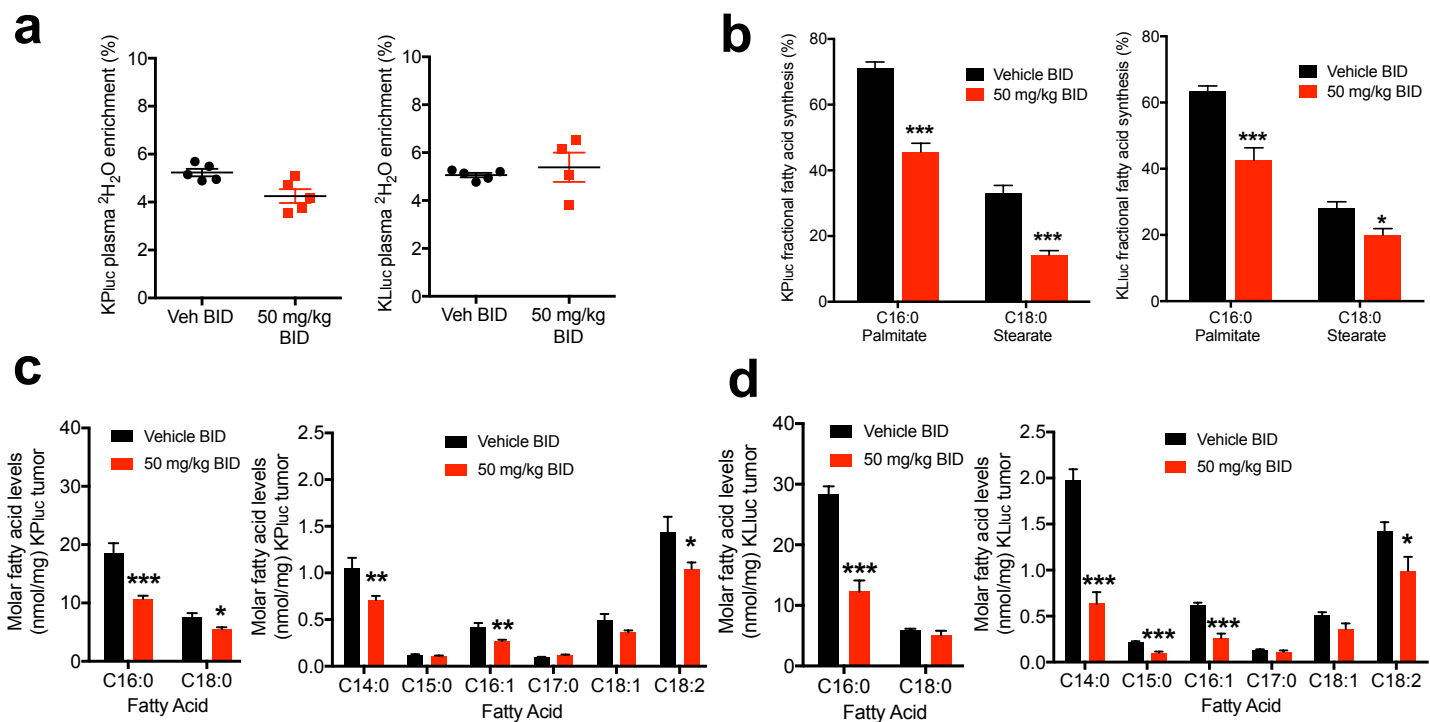 a
KPluc plasma ²H₂O enrichment (%)
10
8
6
4
2
0
Veh BID
50 mg/kg
BID
KLluc plasma ²H₂O enrichment (%)
10
8
6
4
2
0
Veh BID
50 mg/kg
BID
b
KPluc fractional fatty acid synthesis (%)
80
60
40
20
0
Vehicle BID
50 mg/kg BID
***
***
C16:0
Palmitate
C18:0
Stearate
KLluc fractional fatty acid synthesis (%)
80
60
40
20
0
Vehicle BID
50 mg/kg BID
***
*
C16:0
Palmitate
C18:0
Stearate
c
Molar fatty acid levels
(nmol/mg) KPluc tumor
40
30
20
10
0
Vehicle BID
50 mg/kg BID
***
*
C16:0
C18:0
Fatty Acid
Molar fatty acid levels
(nmol/mg) KPluc tumor
2.5
2.0
1.5
1.0
0.5
0.0
Vehicle BID
50 mg/kg BID
**
**
*
C14:0
C15:0
C16:1
C17:0
C18:1
C18:2
Fatty Acid
d
Molar fatty acid levels
(nmol/mg) KLluc tumor
40
30
20
10
0
Vehicle BID
50 mg/kg BID
***
C16:0
C18:0
Fatty Acid
Molar fatty acid levels
(nmol/mg) KLluc tumor
2.5
2.0
1.5
1.0
0.5
0.0
Vehicle BID
50 mg/kg BID
***
***
***
*
C14:0
C15:0
C16:1
C17:0
C18:1
C18:2
Fatty Acid